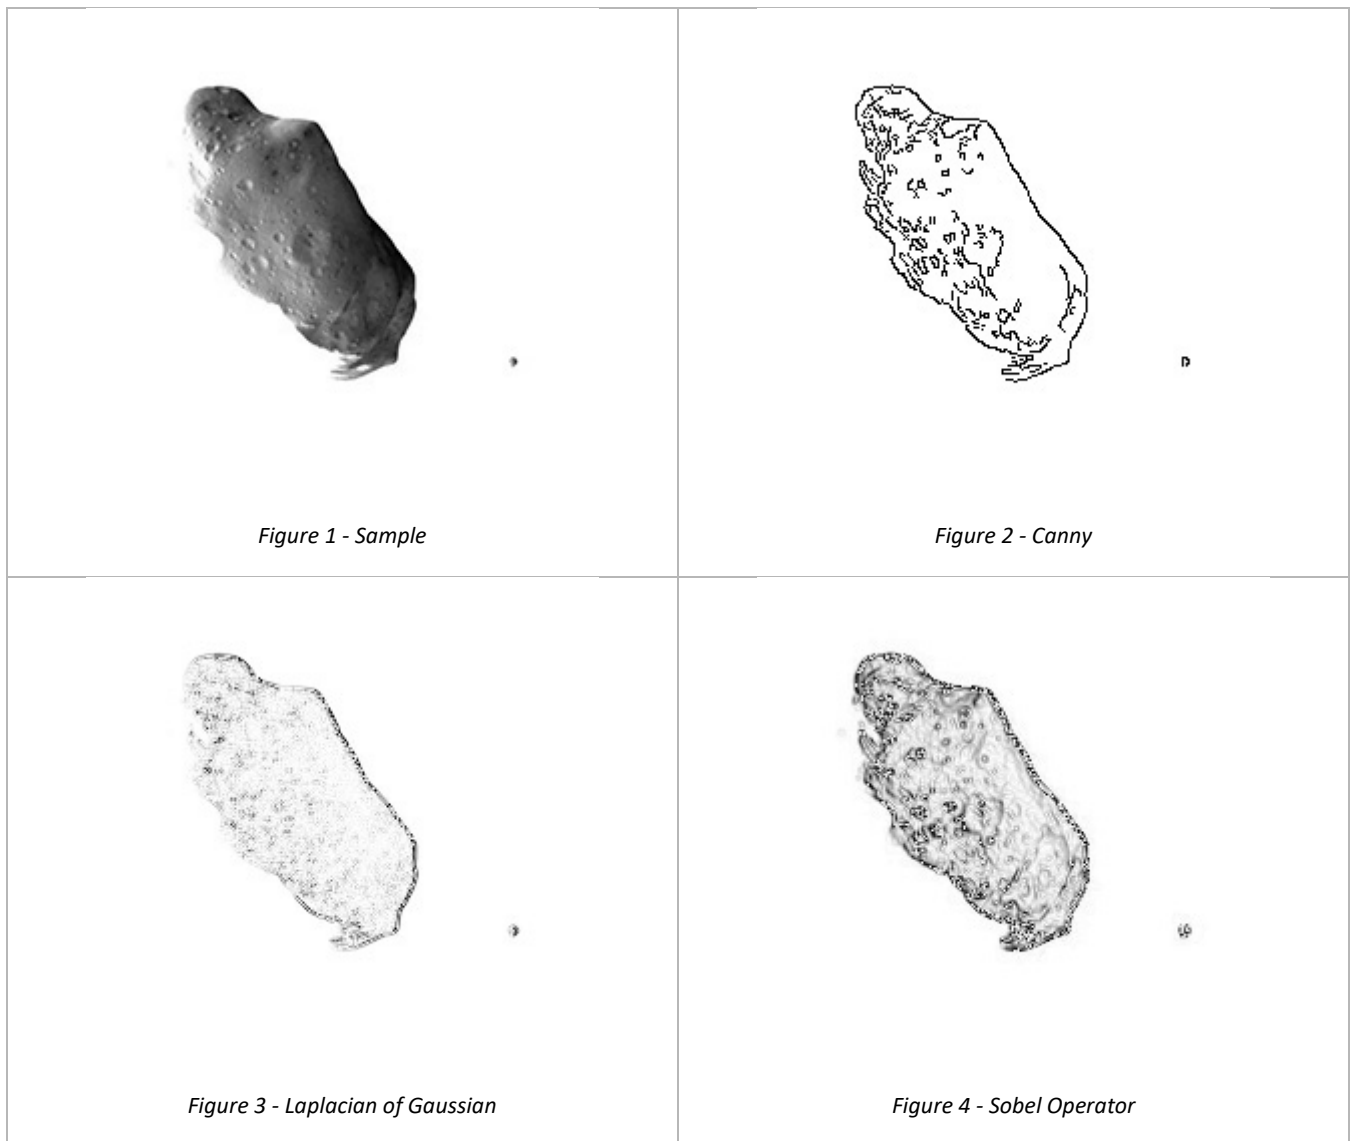 Figure 1 - Sample
Figure 2 - Canny
Figure 3 - Laplacian of Gaussian
Figure 4 - Sobel Operator